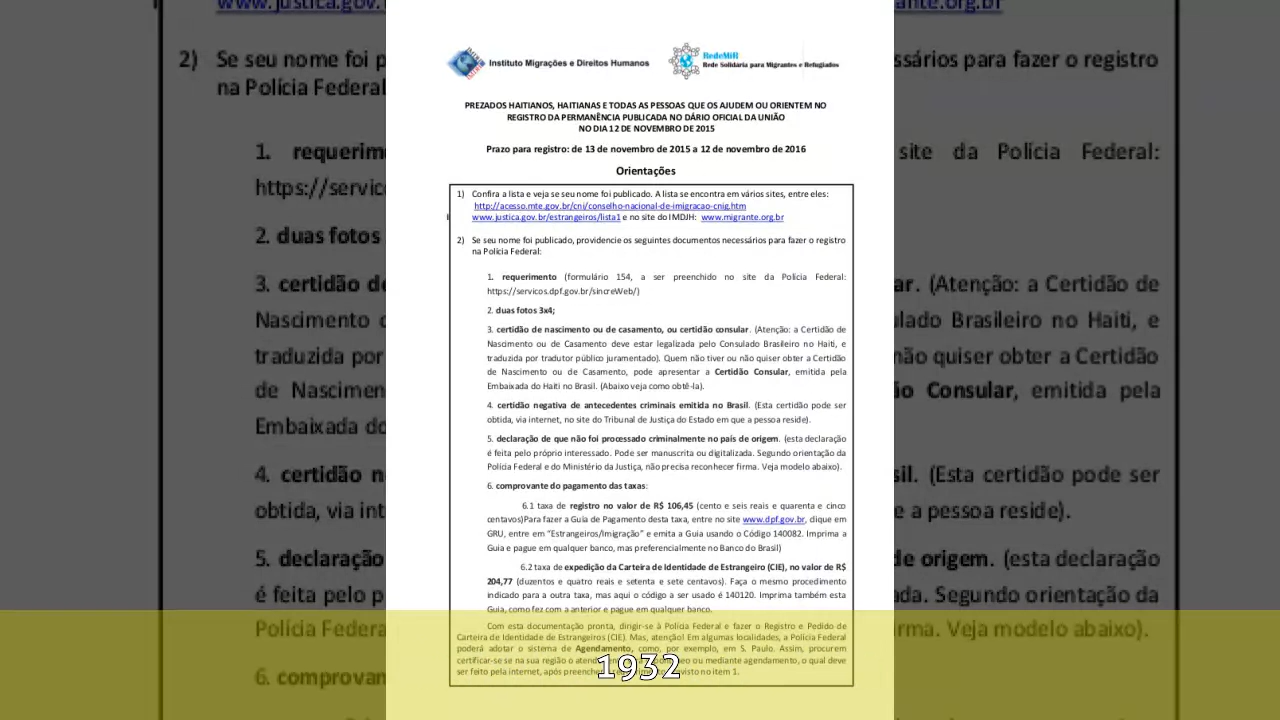 Instituto Migrações e Direitos Humanos
RedeMiR
Rede Solidária para Migrantes e Refugiados
PREZADOS HAITIANOS, HAITIANAS E TODAS AS PESSOAS QUE OS AJUDEM OU ORIENTEM NO
REGISTRO DA PERMANÊNCIA PUBLICADA NO DÁRIO OFICIAL DA UNIÃO
NO DIA 12 DE NOVEMBRO DE 2015
Prazo para registro: de 13 de novembro de 2015 a 12 de novembro de 2016
Orientações
1) Confira a lista e veja se seu nome foi publicado. A lista se encontra em vários sites, entre eles:
http://acesso.mte.gov.br/cni/conselho-nacional-de-imigracao-cnig.htm
www.justica.gov.br/estrangeiros/lista1 e no site do IMDJH: www.migrante.org.br
2) Se seu nome foi publicado, providencie os seguintes documentos necessários para fazer o registro
na Polícia Federal:
1. requerimento (formulário 154, a ser preenchido no site da Polícia Federal:
https://servicos.dpf.gov.br/sincreWeb/)
2. duas fotos 3x4;
3. certidão de nascimento ou de casamento, ou certidão consular. (Atenção: a Certidão de
Nascimento ou de Casamento deve estar legalizada pelo Consulado Brasileiro no Haiti, e
traduzida por tradutor público juramentado). Quem não tiver ou não quiser obter a Certidão
de Nascimento ou de Casamento, pode apresentar a Certidão Consular, emitida pela
Embaixada do Haiti no Brasil. (Abaixo veja como obtê-la).
4. certidão negativa de antecedentes criminais emitida no Brasil. (Esta certidão pode ser
obtida, via internet, no site do Tribunal de Justiça do Estado em que a pessoa reside).
5. declaração de que não foi processado criminalmente no país de origem. (esta declaração
é feita pelo próprio interessado. Pode ser manuscrita ou digitalizada. Segundo orientação da
Polícia Federal e do Ministério da Justiça, não precisa reconhecer firma. Veja modelo abaixo).
6. comprovante do pagamento das taxas:
6.1 taxa de registro no valor de R$ 106,45 (cento e seis reais e quarenta e cinco
centavos)Para fazer a Guia de Pagamento desta taxa, entre no site www.dpf.gov.br, clique em
GRU, entre em "Estrangeiros/Imigração" e emita a Guia usando o Código 140082. Imprima a
Guia e pague em qualquer banco, mas preferencialmente no Banco do Brasil)
6.2 taxa de expedição da Carteira de Identidade de Estrangeiro (CIE), no valor de R$
204,77 (duzentos e quatro reais e setenta e sete centavos). Faça o mesmo procedimento
indicado para a outra taxa, mas aqui o código a ser usado é 140120. Imprima também esta
Guia, como fez com a anterior e pague em qualquer banco.
Com esta documentação pronta, dirigir-se à Polícia Federal e fazer o Registro e Pedido de
Carteira de Identidade de Estrangeiros (CIE). Mas, atenção! Em algumas localidades, a Polícia Federal
poderá adotar o sistema de Agendamento, como, por exemplo, em S. Paulo. Assim, procurem
certificar-se se na sua região o ou mediante agendamento, o qual deve
ser feito pela internet, após item 1.
1932